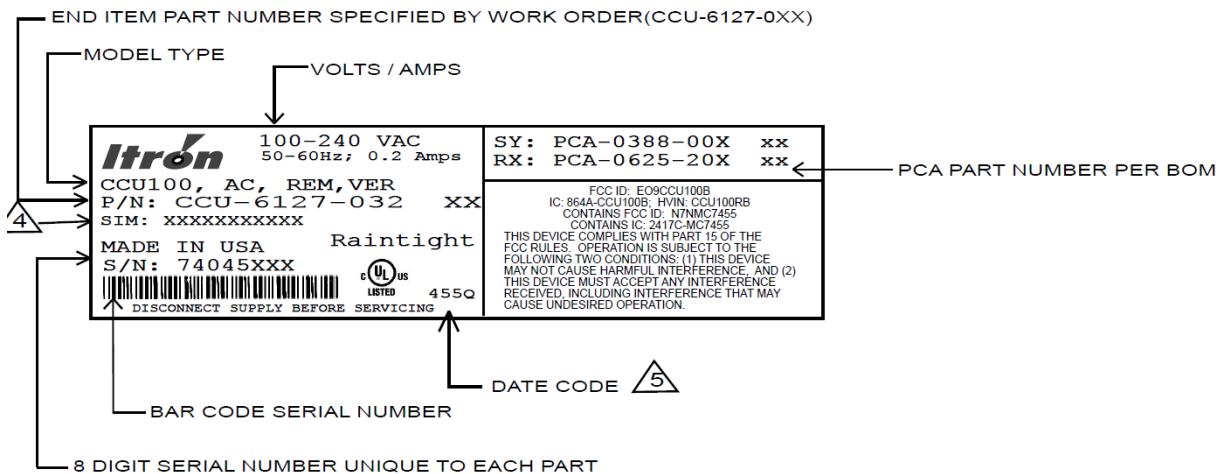 END ITEM PART NUMBER SPECIFIED BY WORK ORDER(CCU-6127-0XX)
MODEL TYPE
VOLTS / AMPS
Itron
100-240 VAC
50-60Hz; 0.2 Amps
CCU100, AC, REM,VER
P/N: CCU-6127-032 XX
4
SIM: XXXXXXXXXXX
MADE IN USA
Raintight
S/N: 74045XXX
C UL US
LISTED
455Q
DISCONNECT SUPPLY BEFORE SERVICING
SY: PCA-0388-00X xx
RX: PCA-0625-20X xx
PCA PART NUMBER PER BOM
FCC ID: EO9CCU100B
IC: 864A-CCU100B; HVIN: CCU100RB
CONTAINS FCC ID: N7NMC7455
CONTAINS IC: 2417C-MC7455
THIS DEVICE COMPLIES WITH PART 15 OF THE
FCC RULES. OPERATION IS SUBJECT TO THE
FOLLOWING TWO CONDITIONS: (1) THIS DEVICE
MAY NOT CAUSE HARMFUL INTERFERENCE, AND (2)
THIS DEVICE MUST ACCEPT ANY INTERFERENCE
RECEIVED, INCLUDING INTERFERENCE THAT MAY
CAUSE UNDESIRED OPERATION.
DATE CODE 5
BAR CODE SERIAL NUMBER
8 DIGIT SERIAL NUMBER UNIQUE TO EACH PART